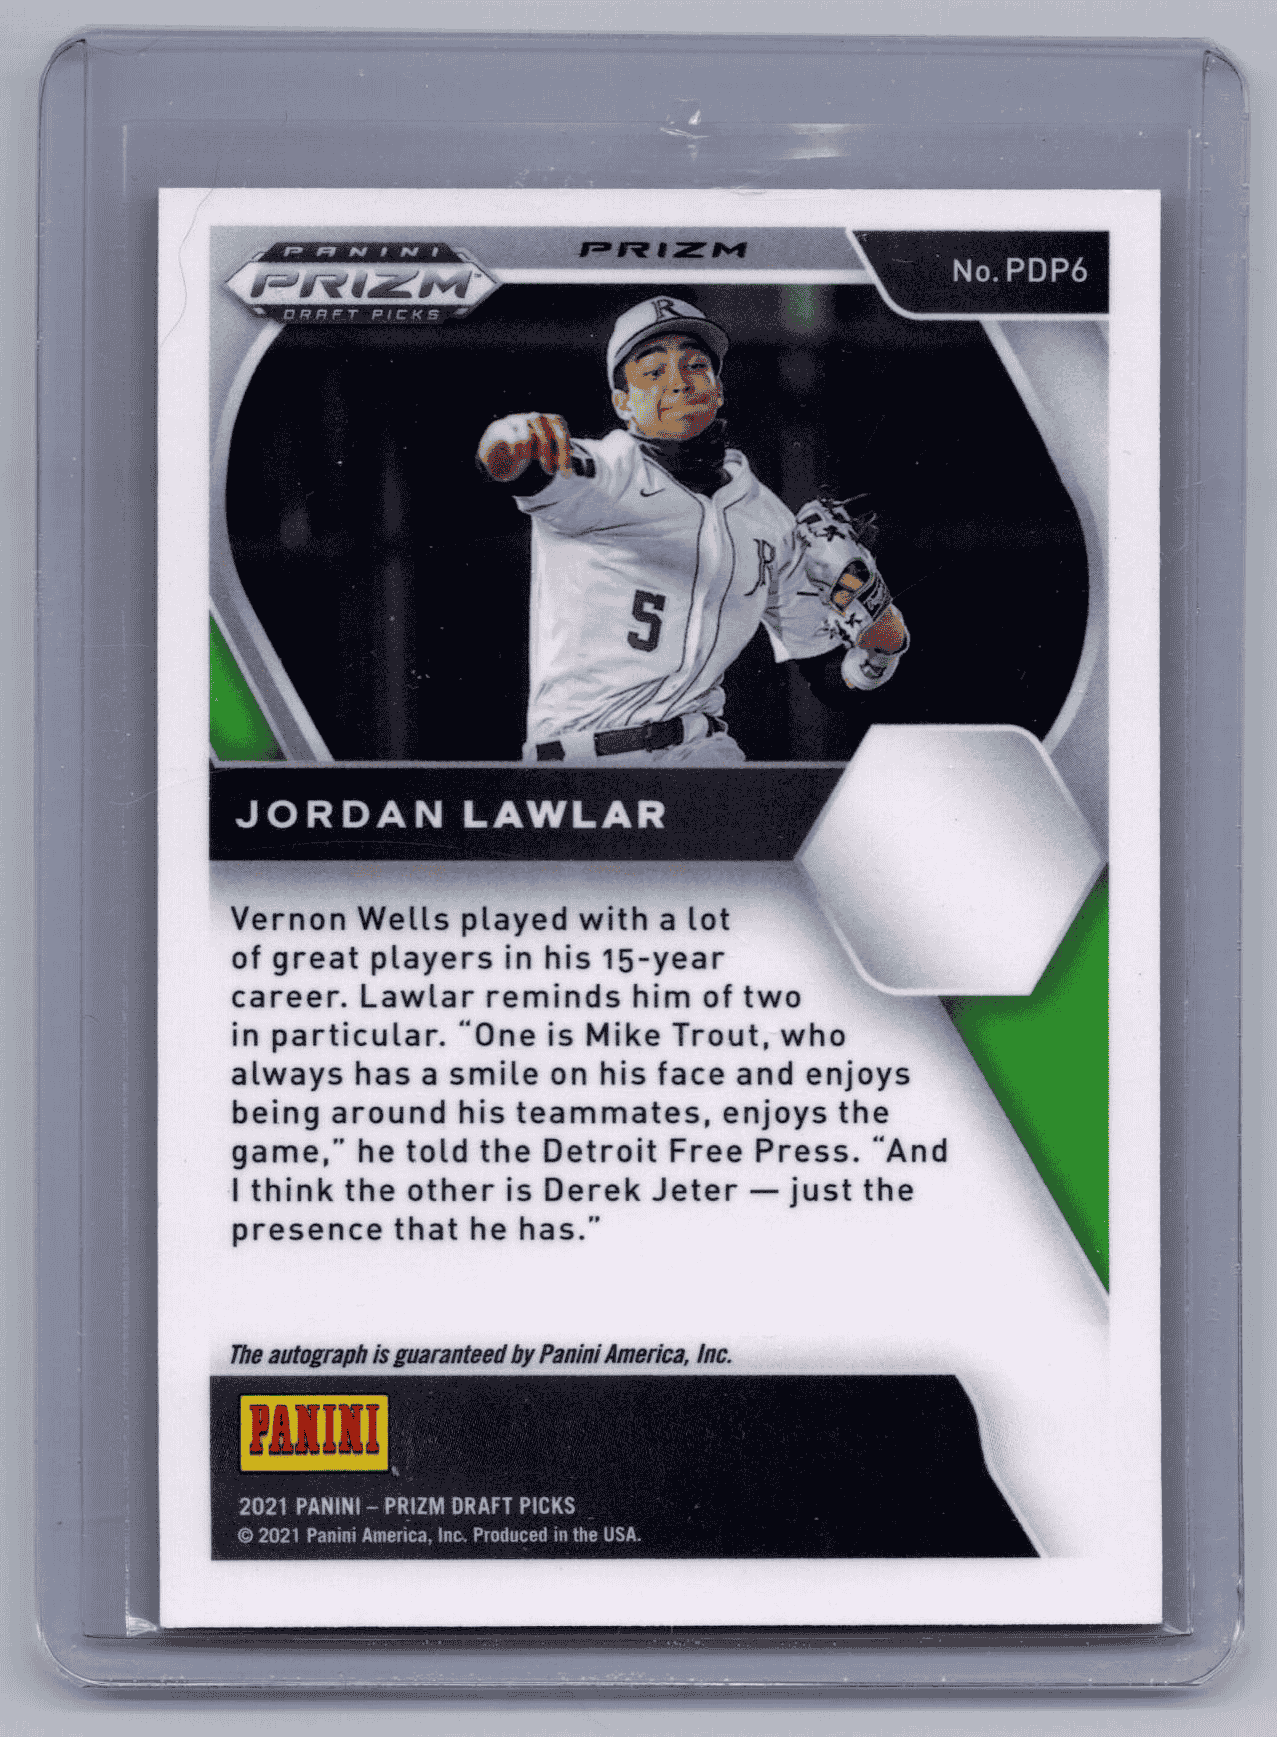 PANINI
PRIZM
DRAFT PICKS
PRIZM
No. PDP6
R
R
5
JORDAN LAWLAR
Vernon Wells played with a lot
of great players in his 15-year
career. Lawlar reminds him of two
in particular. “One is Mike Trout, who
always has a smile on his face and enjoys
being around his teammates, enjoys the
game,” he told the Detroit Free Press. “And
I think the other is Derek Jeter — just the
presence that he has.”
The autograph is guaranteed by Panini America, Inc.
PANINI
2021 PANINI – PRIZM DRAFT PICKS
© 2021 Panini America, Inc. Produced in the USA.